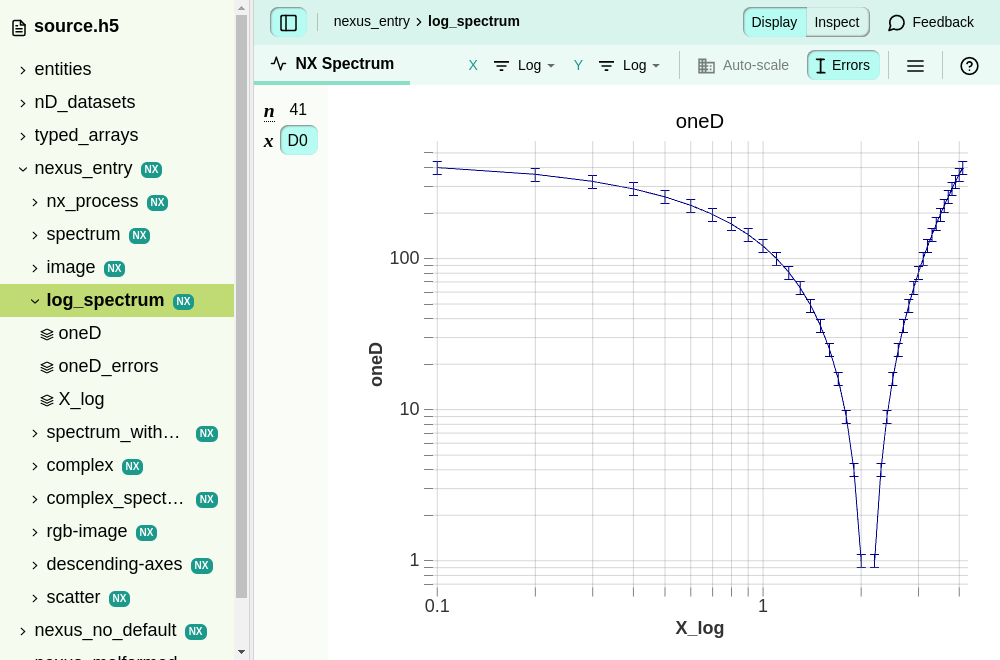 source.h5
entities
nD_datasets
typed_arrays
nexus_entry NX
nx_process NX
spectrum NX
image NX
log_spectrum NX
oneD
oneD_errors
X_log
spectrum_with… NX
complex NX
complex_spect… NX
rgb-image NX
descending-axes NX
scatter NX
nexus_no_default NX
nexus_entry > log_spectrum
Display Inspect
Feedback
NX Spectrum
X Log
Y Log
Auto-scale
Errors
n 41
x D0
oneD
100
10
1
0.1 1
oneD
X_log